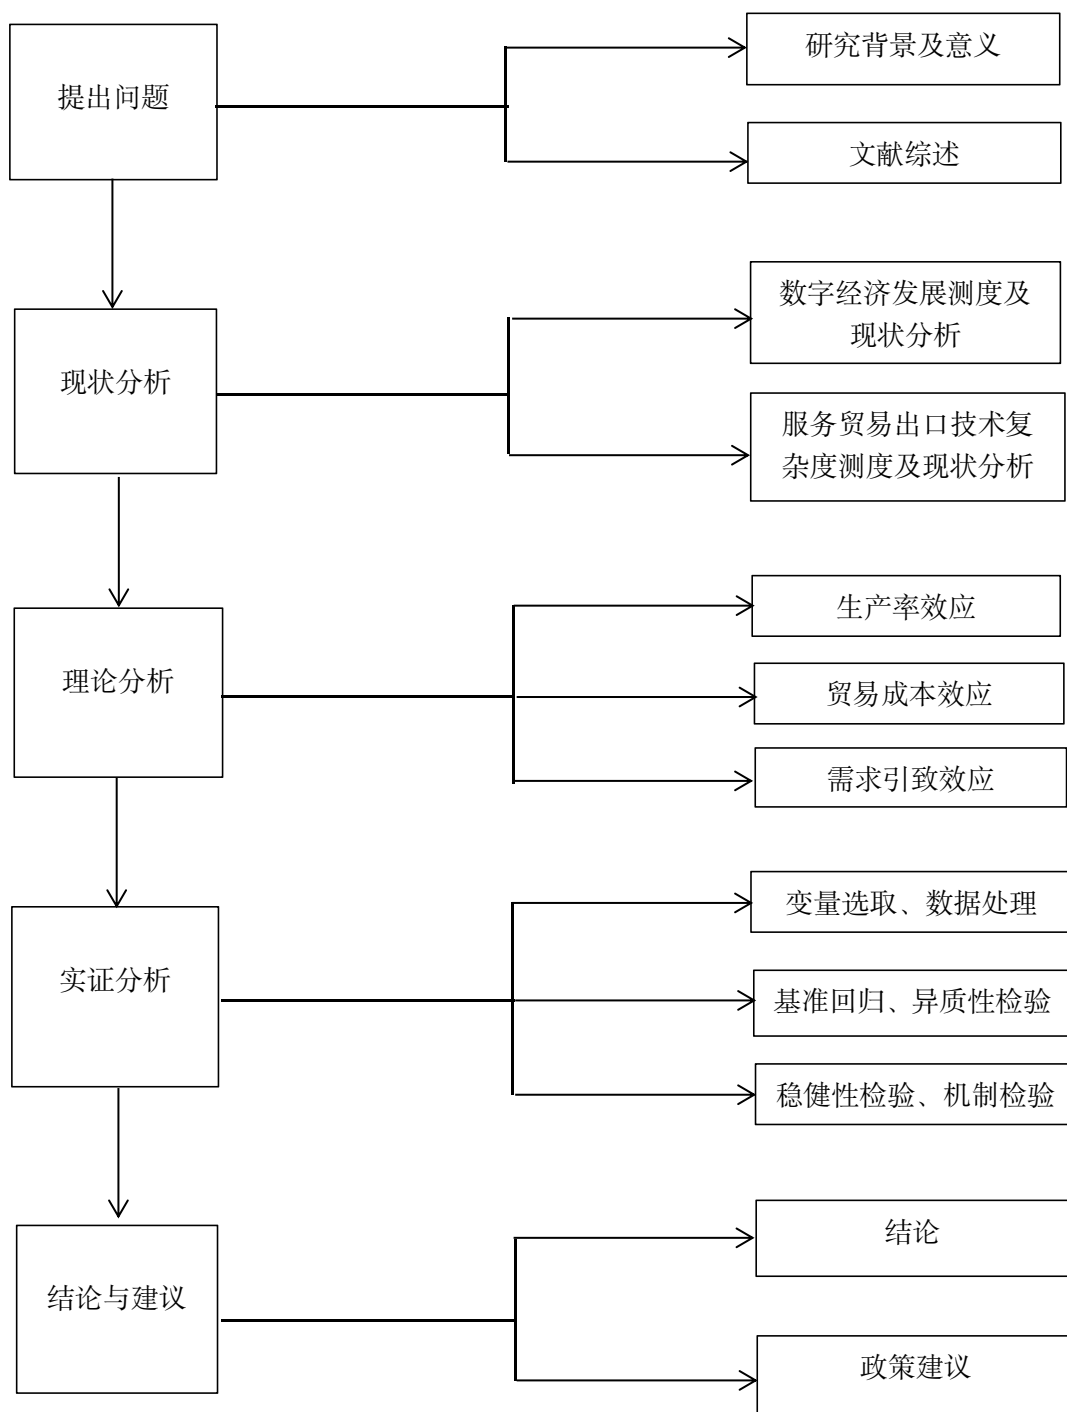 提出问题
研究背景及意义
文献综述
现状分析
数字经济发展测度及
现状分析
服务贸易出口技术复
杂度测度及现状分析
理论分析
生产率效应
贸易成本效应
需求引致效应
实证分析
变量选取、数据处理
基准回归、异质性检验
稳健性检验、机制检验
结论与建议
结论
政策建议